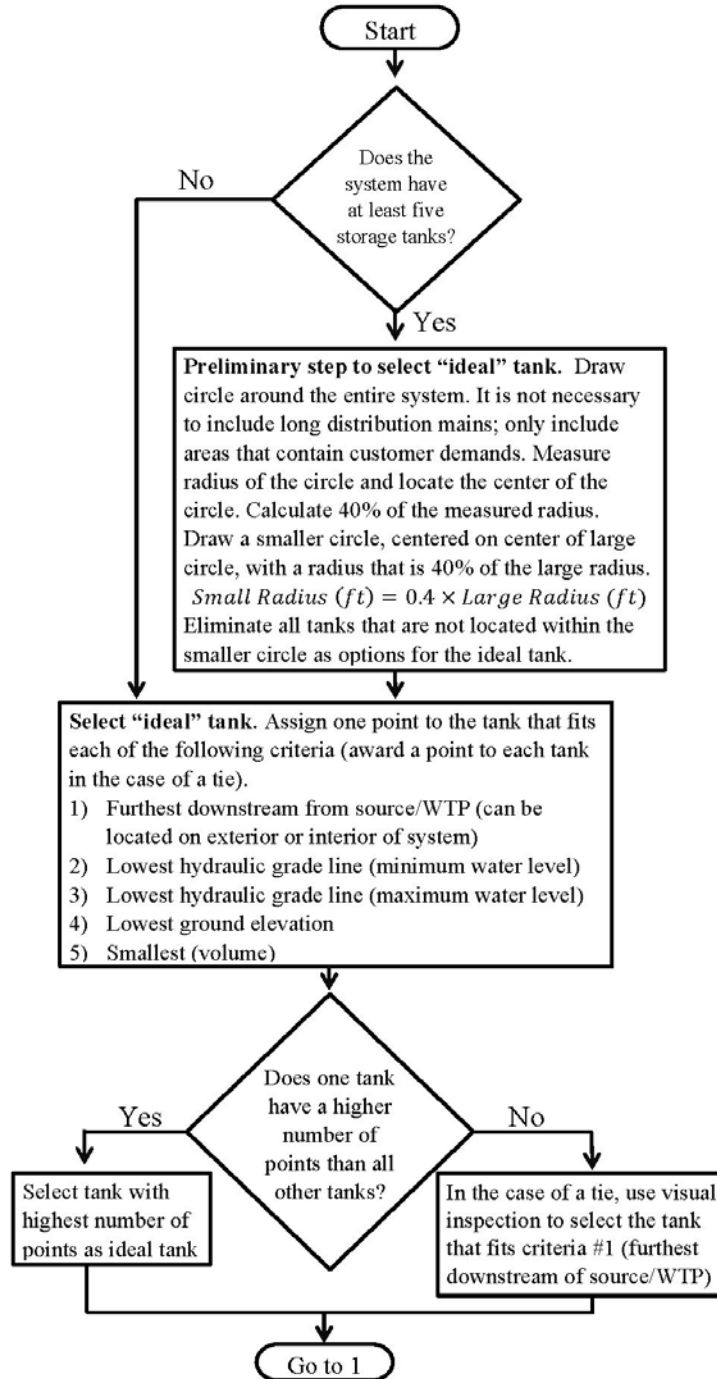 Start
Does the
system have
at least five
storage tanks?
No
Yes
Preliminary step to select “ideal” tank. Draw
circle around the entire system. It is not necessary
to include long distribution mains; only include
areas that contain customer demands. Measure
radius of the circle and locate the center of the
circle. Calculate 40% of the measured radius.
Draw a smaller circle, centered on center of large
circle, with a radius that is 40% of the large radius.
Small Radius (ft) = 0.4 × Large Radius (ft)
Eliminate all tanks that are not located within the
smaller circle as options for the ideal tank.
Select “ideal” tank. Assign one point to the tank that fits
each of the following criteria (award a point to each tank
in the case of a tie).
1) Furthest downstream from source/WTP (can be
located on exterior or interior of system)
2) Lowest hydraulic grade line (minimum water level)
3) Lowest hydraulic grade line (maximum water level)
4) Lowest ground elevation
5) Smallest (volume)
Does one tank
have a higher
number of
points than all
other tanks?
Yes
No
Select tank with
highest number of
points as ideal tank
In the case of a tie, use visual
inspection to select the tank
that fits criteria #1 (furthest
downstream of source/WTP)
Go to 1